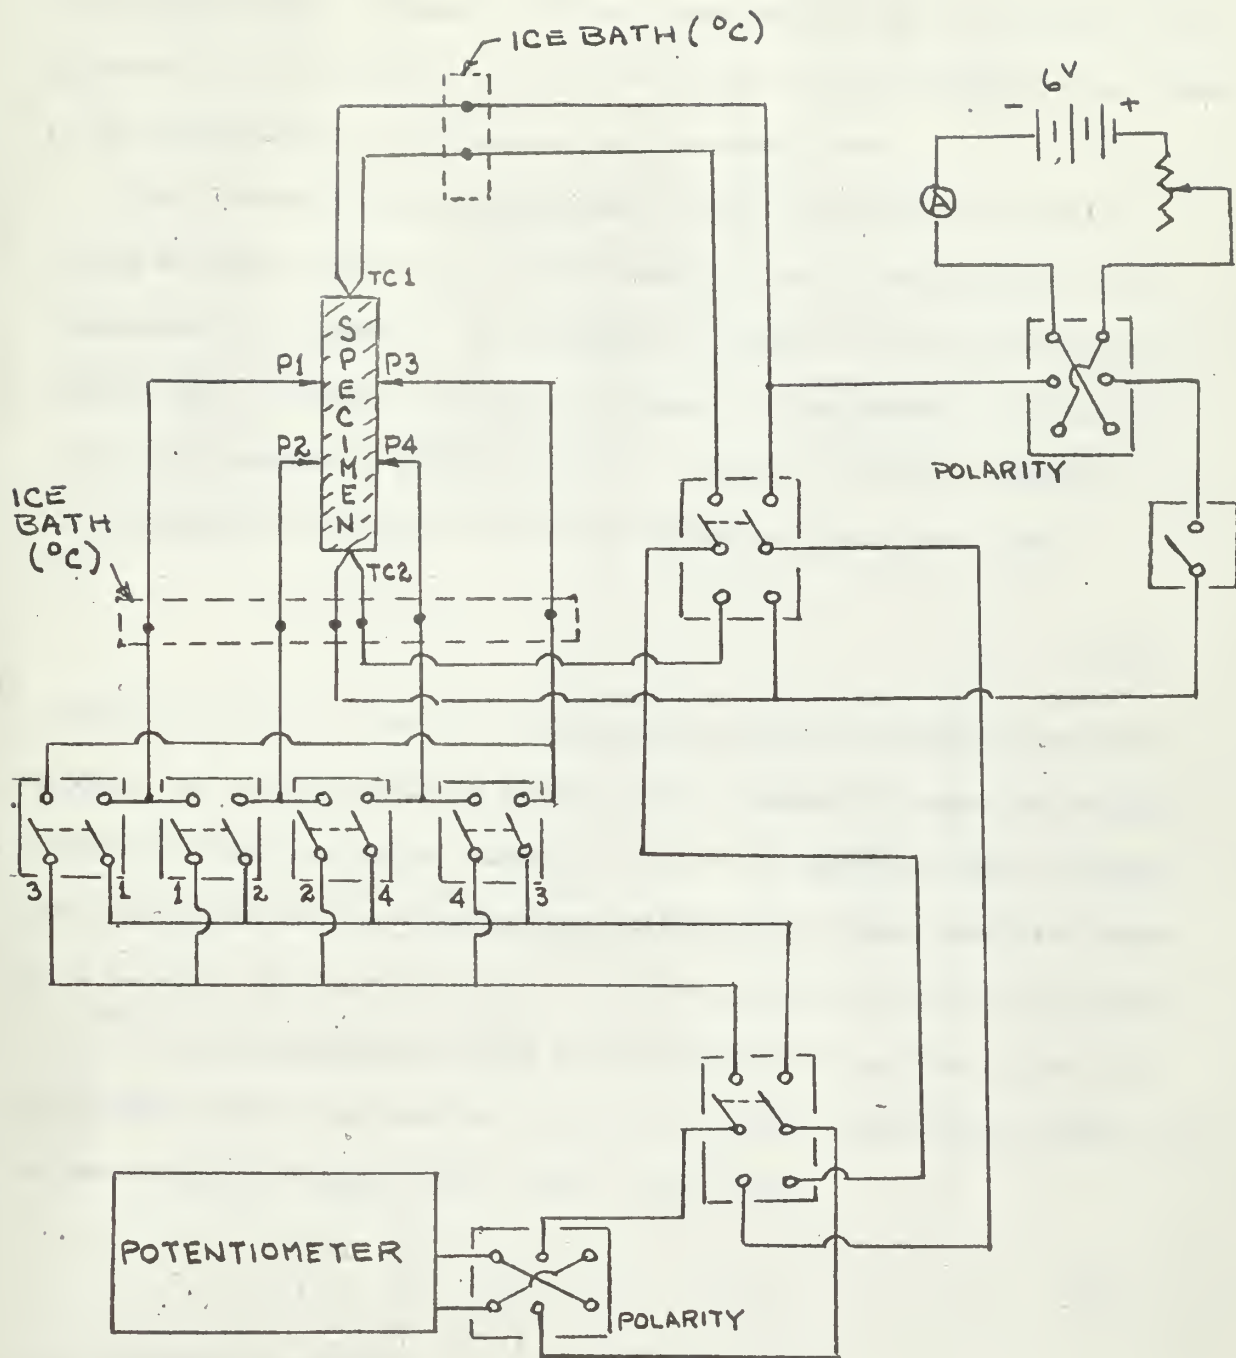 ICE BATH (°C)
6V
- +
A
TC1
SPECIMEN
P1
P3
P2
P4
POLARITY
ICE
BATH
(°C)
TC2
3 1 1 2 2 4 4 3
POTENTIOMETER
POLARITY